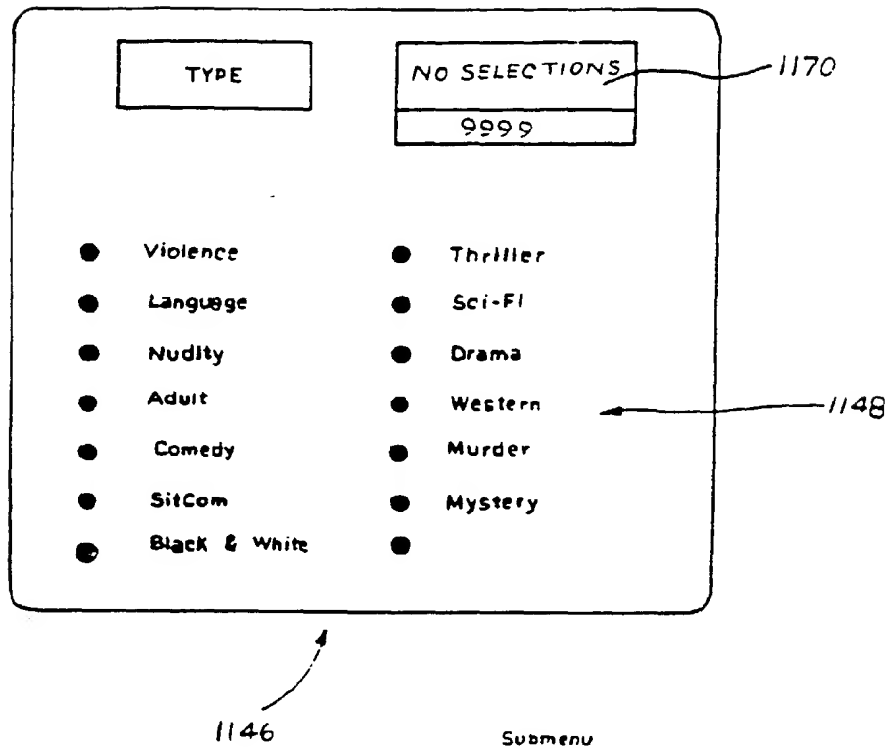 TYPE
NO SELECTIONS
1170
9999
Violence
Thriller
Language
Sci-Fi
Nudity
Drama
Adult
Western
1148
Comedy
Murder
SitCom
Mystery
Black & White
1146
Submenu